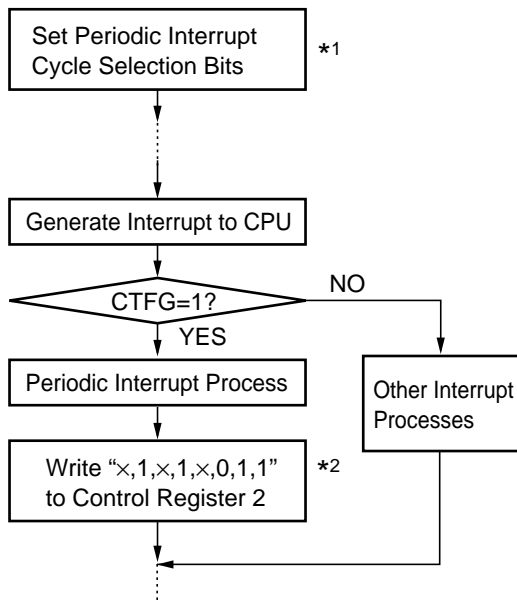 Set Periodic Interrupt
Cycle Selection Bits
*1
Generate Interrupt to CPU
CTFG=1?
NO
YES
Periodic Interrupt Process
Other Interrupt
Processes
Write “×,1,×,1,×,0,1,1”
to Control Register 2
*2